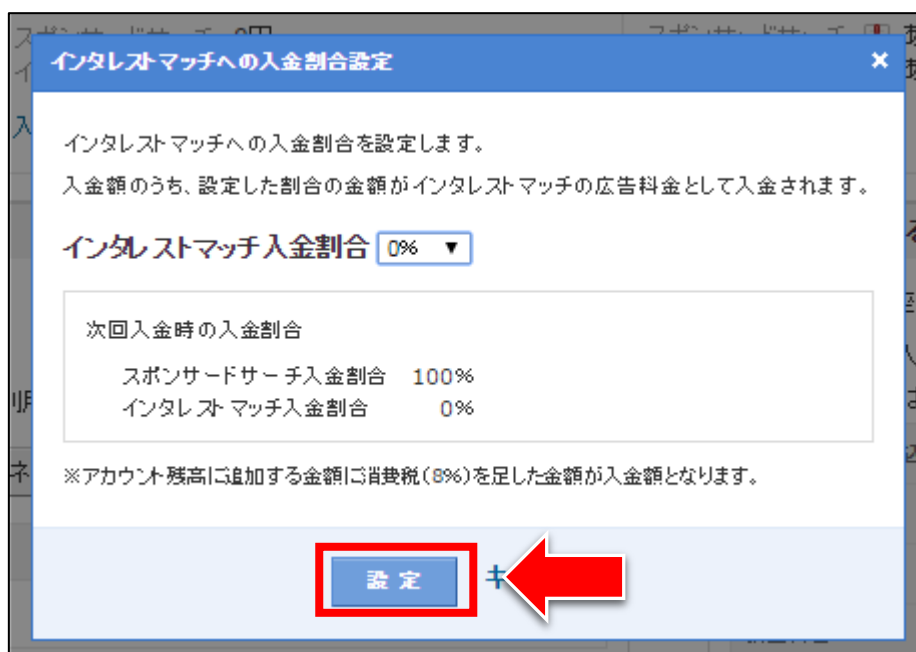 インタレストマッチへの入金割合設定
インタレストマッチへの入金割合を設定します。
入金額のうち、設定した割合の金額がインタレストマッチの広告料金として入金されます。
インタレストマッチ入金割合 0% ▼
次回入金時の入金割合
スポンサードサーチ入金割合 100%
インタレストマッチ入金割合 0%
※アカウント残高に追加する金額に消費税(8%)を足した金額が入金額となります。
設定 キ